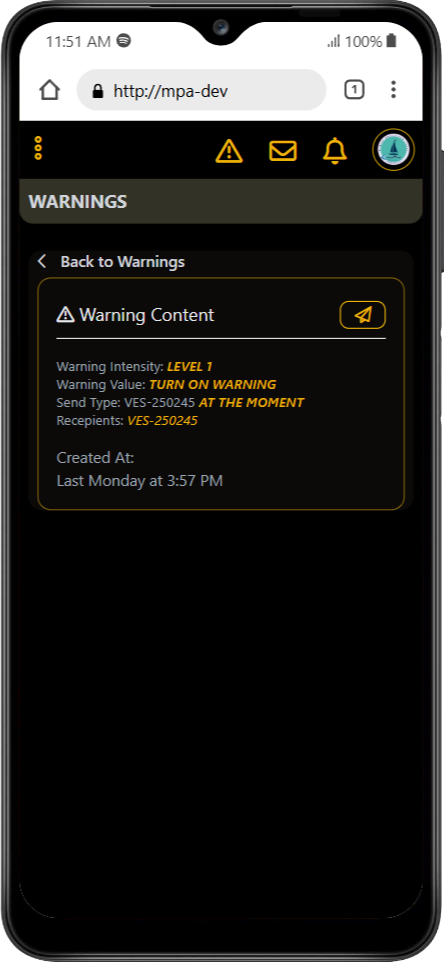 11:51 AM
100%
http://mpa-dev
1
WARNINGS
Back to Warnings
Warning Content
Warning Intensity: LEVEL 1
Warning Value: TURN ON WARNING
Send Type: VES-250245 AT THE MOMENT
Recepients: VES-250245
Created At:
Last Monday at 3:57 PM